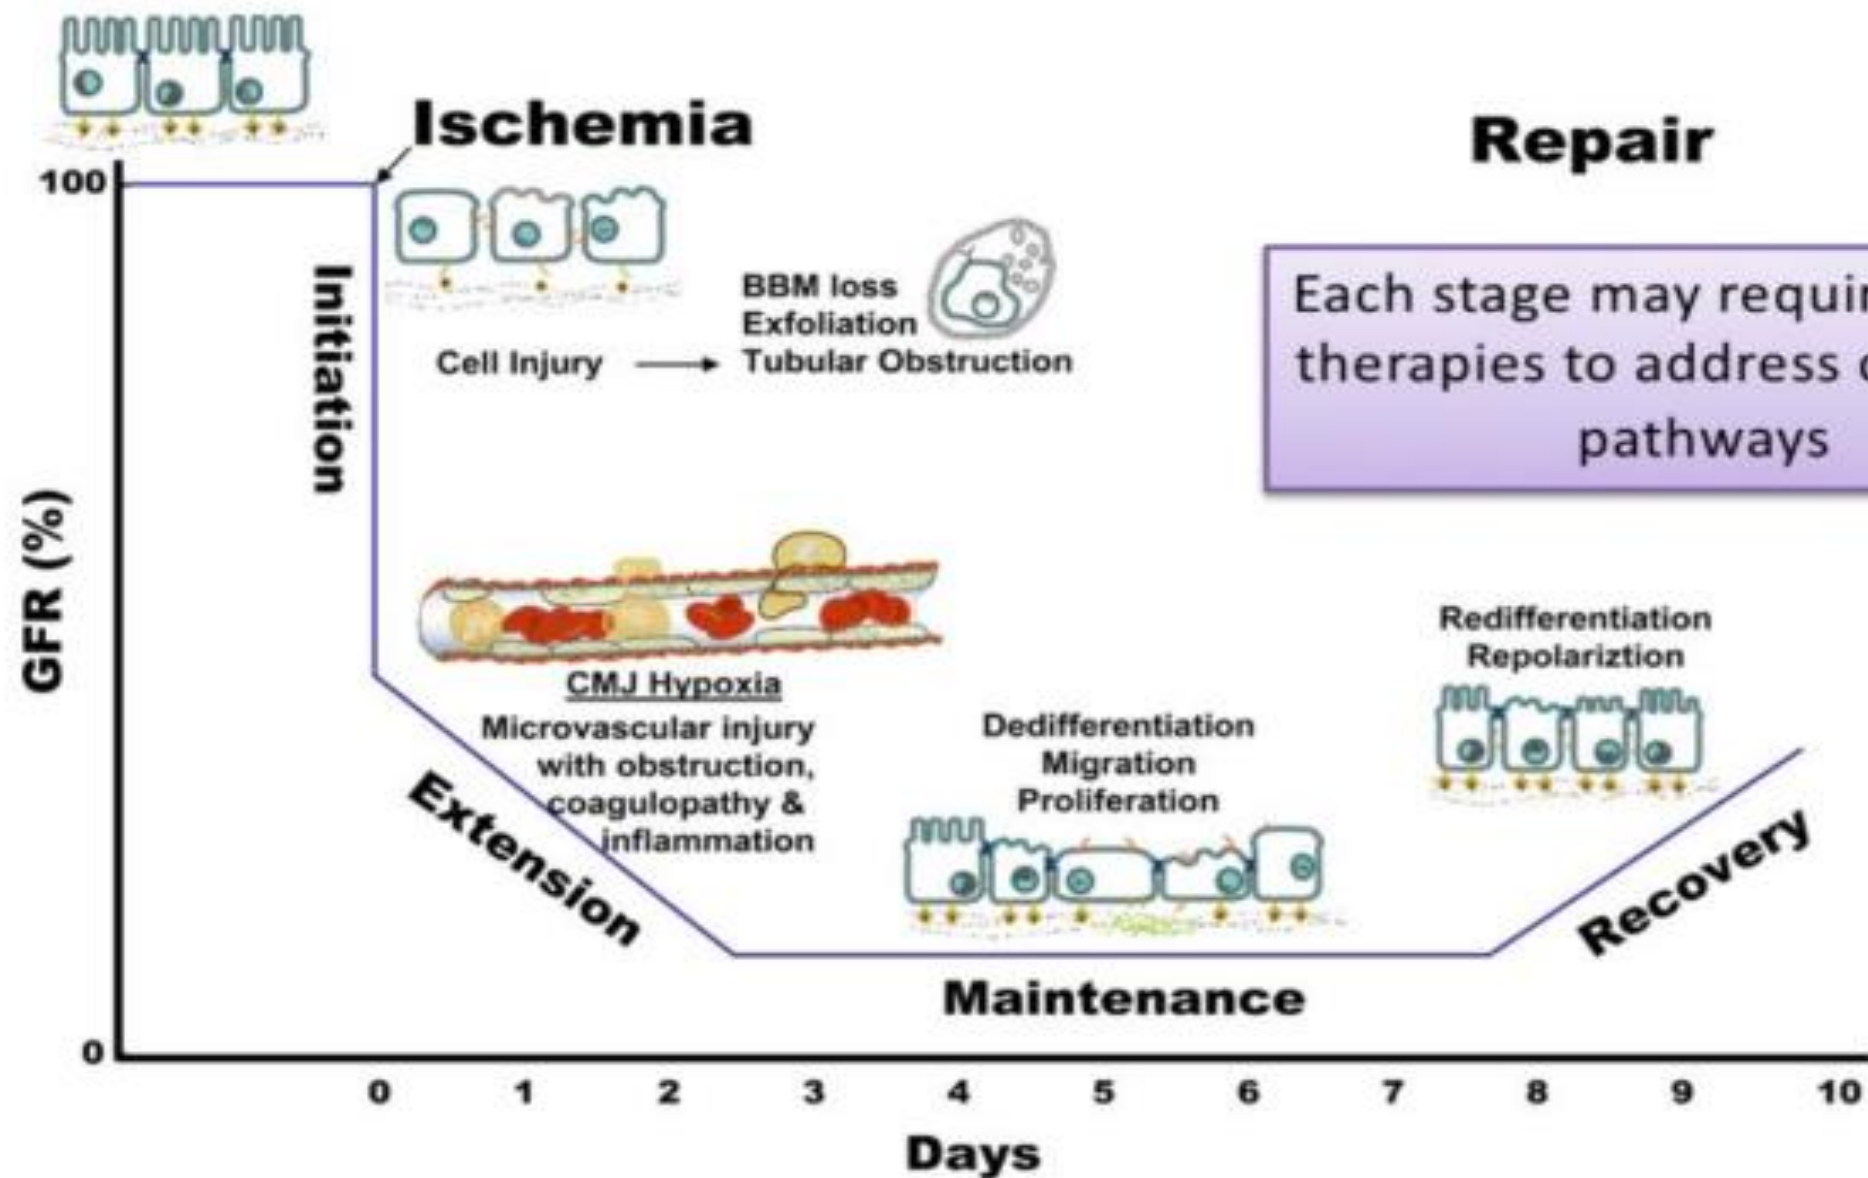 Ischemia
Repair
100
Initiation
BBM loss
Exfoliation
Cell Injury
Tubular Obstruction
Each stage may requir
therapies to address
pathways
GFR (%)
CMJ Hypoxia
Microvascular injury
with obstruction,
coagulopathy &
inflammation
Extension
Dedifferentiation
Migration
Proliferation
Redifferentiation
Repolariztion
Recovery
Maintenance
0
0 1 2 3 4 5 6 7 8 9 10
Days